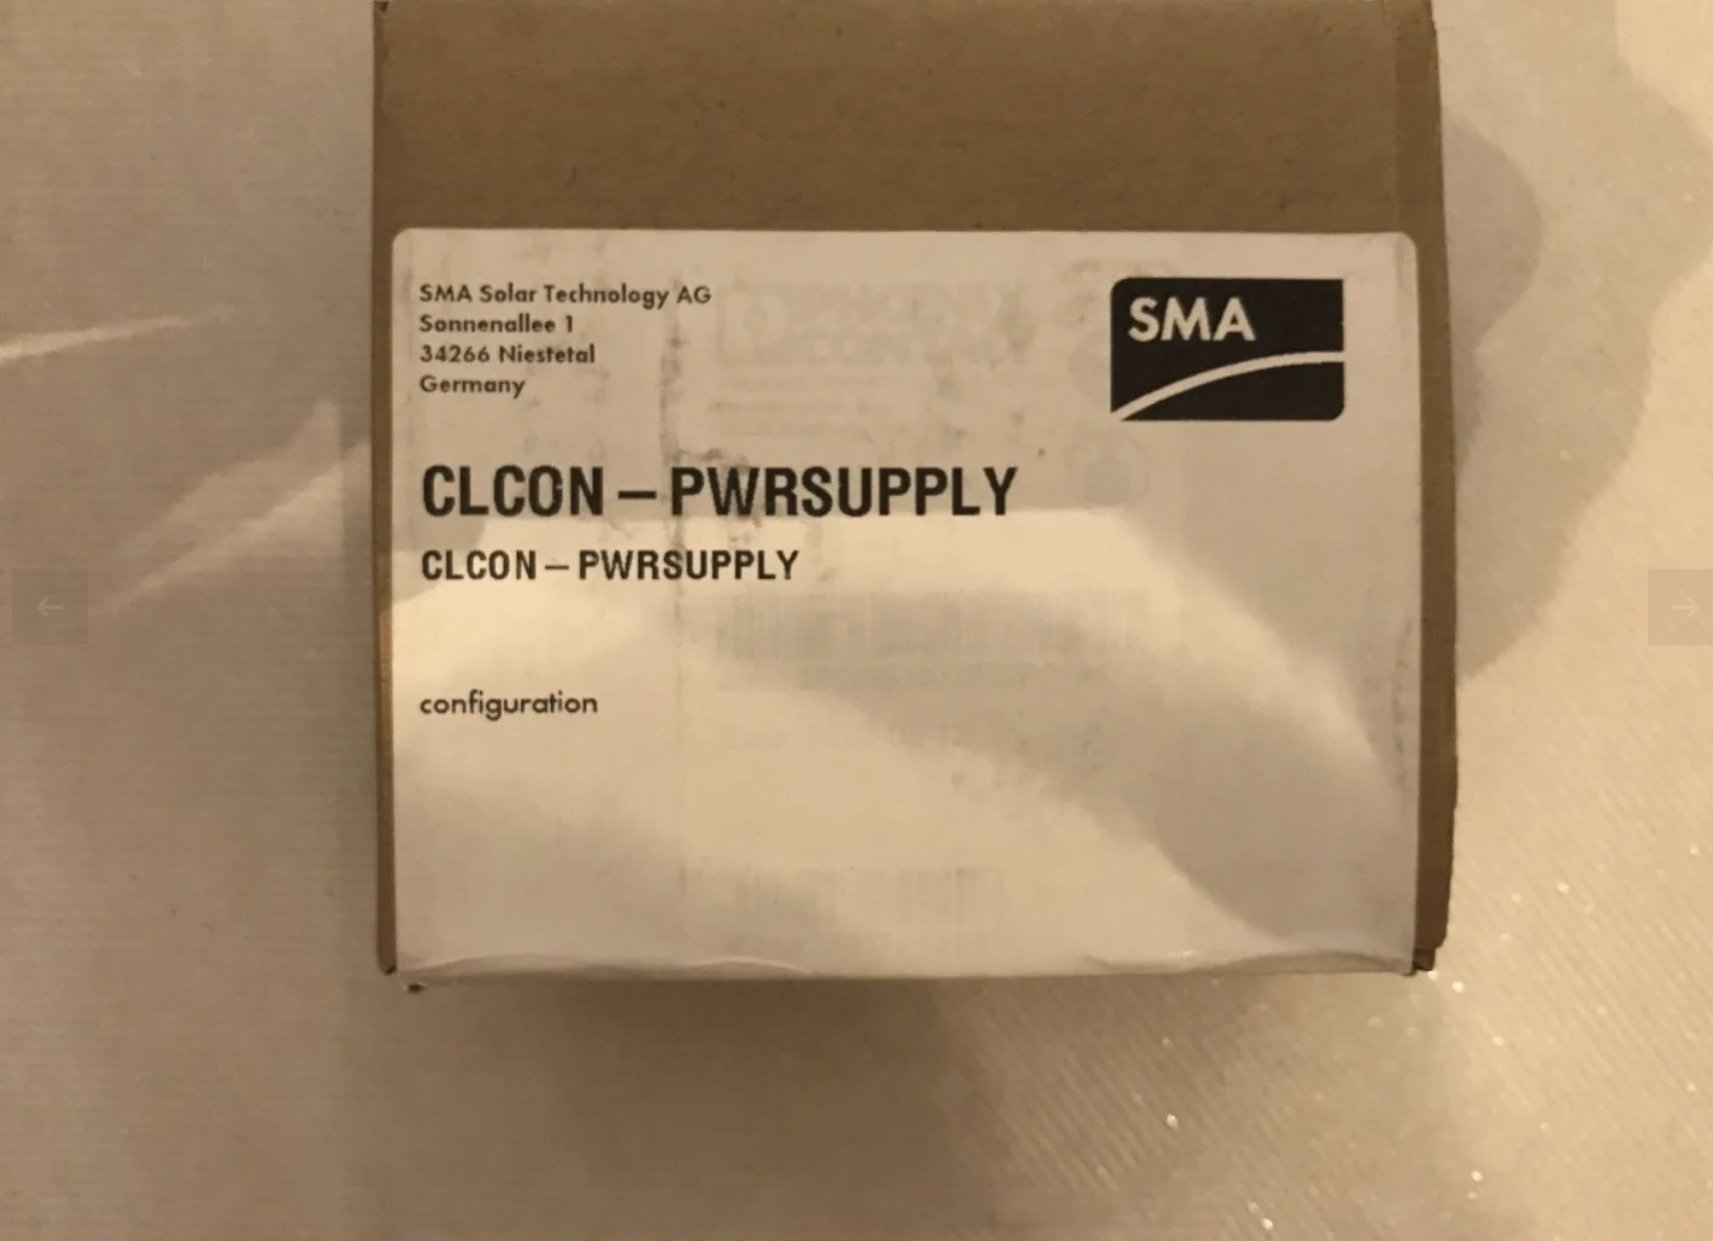 SMA Solar Technology AG
Sonnenallee 1
34266 Niestetal
Germany
SMA
CLCON – PWRSUPPLY
CLCON – PWRSUPPLY
configuration